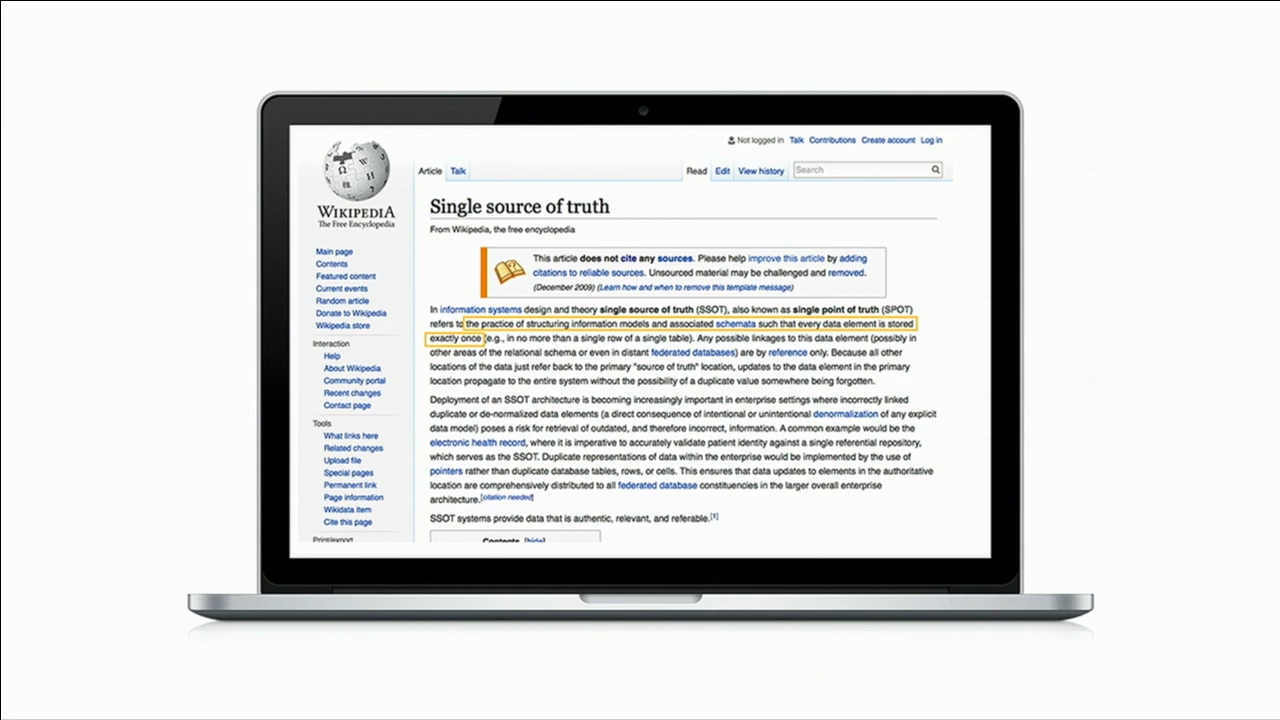 Not logged in Talk Contributions Create account Log in
Article Talk Read Edit View history Search
WIKIPEDIA
The Free Encyclopedia
Main page
Contents
Featured content
Current events
Random article
Donate to Wikipedia
Wikipedia store
Interaction
Help
About Wikipedia
Community portal
Recent changes
Contact page
Tools
What links here
Related changes
Upload file
Special pages
Permanent link
Page information
Wikidata item
Cite this page
Print/export
Single source of truth
From Wikipedia, the free encyclopedia
This article does not cite any sources. Please help improve this article by adding
citations to reliable sources. Unsourced material may be challenged and removed.
(December 2009) (Learn how and when to remove this template message)
In information systems design and theory single source of truth (SSOT), also known as single point of truth (SPOT)
refers to the practice of structuring information models and associated schemata such that every data element is stored
exactly once (e.g., in no more than a single row of a single table). Any possible linkages to this data element (possibly in
other areas of the relational schema or even in distant federated databases) are by reference only. Because all other
locations of the data just refer back to the primary "source of truth" location, updates to the data element in the primary
location propagate to the entire system without the possibility of a duplicate value somewhere being forgotten.
Deployment of an SSOT architecture is becoming increasingly important in enterprise settings where incorrectly linked
duplicate or de-normalized data elements (a direct consequence of intentional or unintentional denormalization of any explicit
data model) poses a risk for retrieval of outdated, and therefore incorrect, information. A common example would be the
electronic health record, where it is imperative to accurately validate patient identity against a single referential repository,
which serves as the SSOT. Duplicate representations of data within the enterprise would be implemented by the use of
pointers rather than duplicate database tables, rows, or cells. This ensures that data updates to elements in the authoritative
location are comprehensively distributed to all federated database constituencies in the larger overall enterprise
architecture.[citation needed]
SSOT systems provide data that is authentic, relevant, and referable.[1]
Contents [hide]